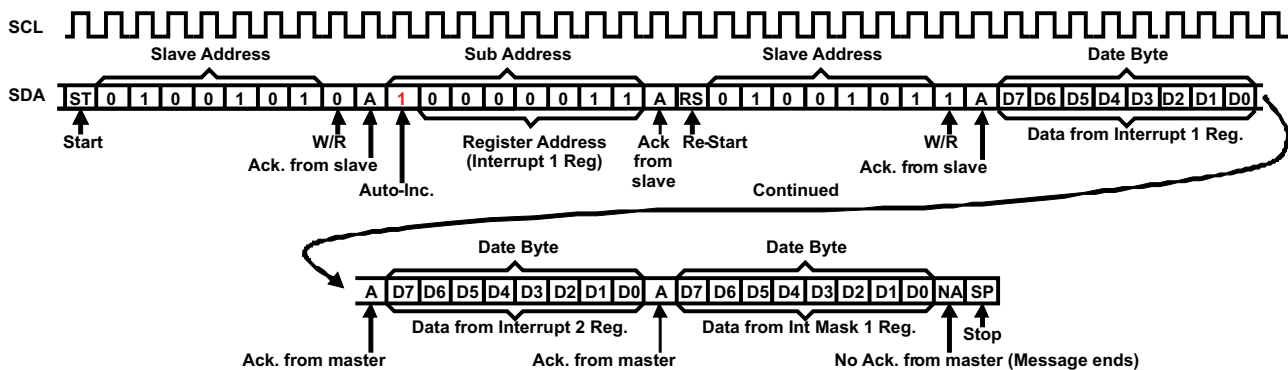 SCL
Slave Address Sub Address Slave Address Date Byte
SDA ST 0 1 0 0 1 0 1 0 A 1 0 0 0 0 0 1 1 A RS 0 1 0 0 1 0 1 1 A D7 D6 D5 D4 D3 D2 D1 D0
Start W/R Register Address Ack Re-Start W/R Data from Interrupt 1 Reg.
Ack. from slave (Interrupt 1 Reg) from Ack. from slave
slave
Auto-Inc. Continued
Date Byte Date Byte
A D7 D6 D5 D4 D3 D2 D1 D0 A D7 D6 D5 D4 D3 D2 D1 D0 NA SP
Data from Interrupt 2 Reg. Data from Int Mask 1 Reg. Stop
Ack. from master Ack. from master No Ack. from master (Message ends)